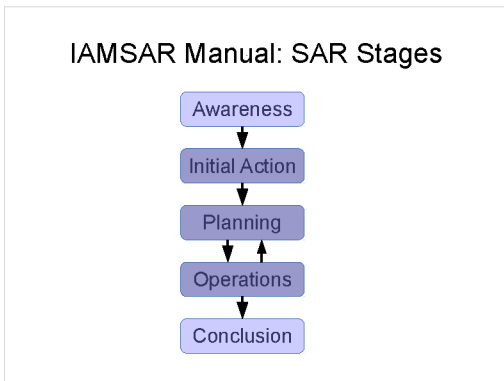 IAMSAR Manual: SAR Stages
Awareness
Initial Action
Planning
Operations
Conclusion